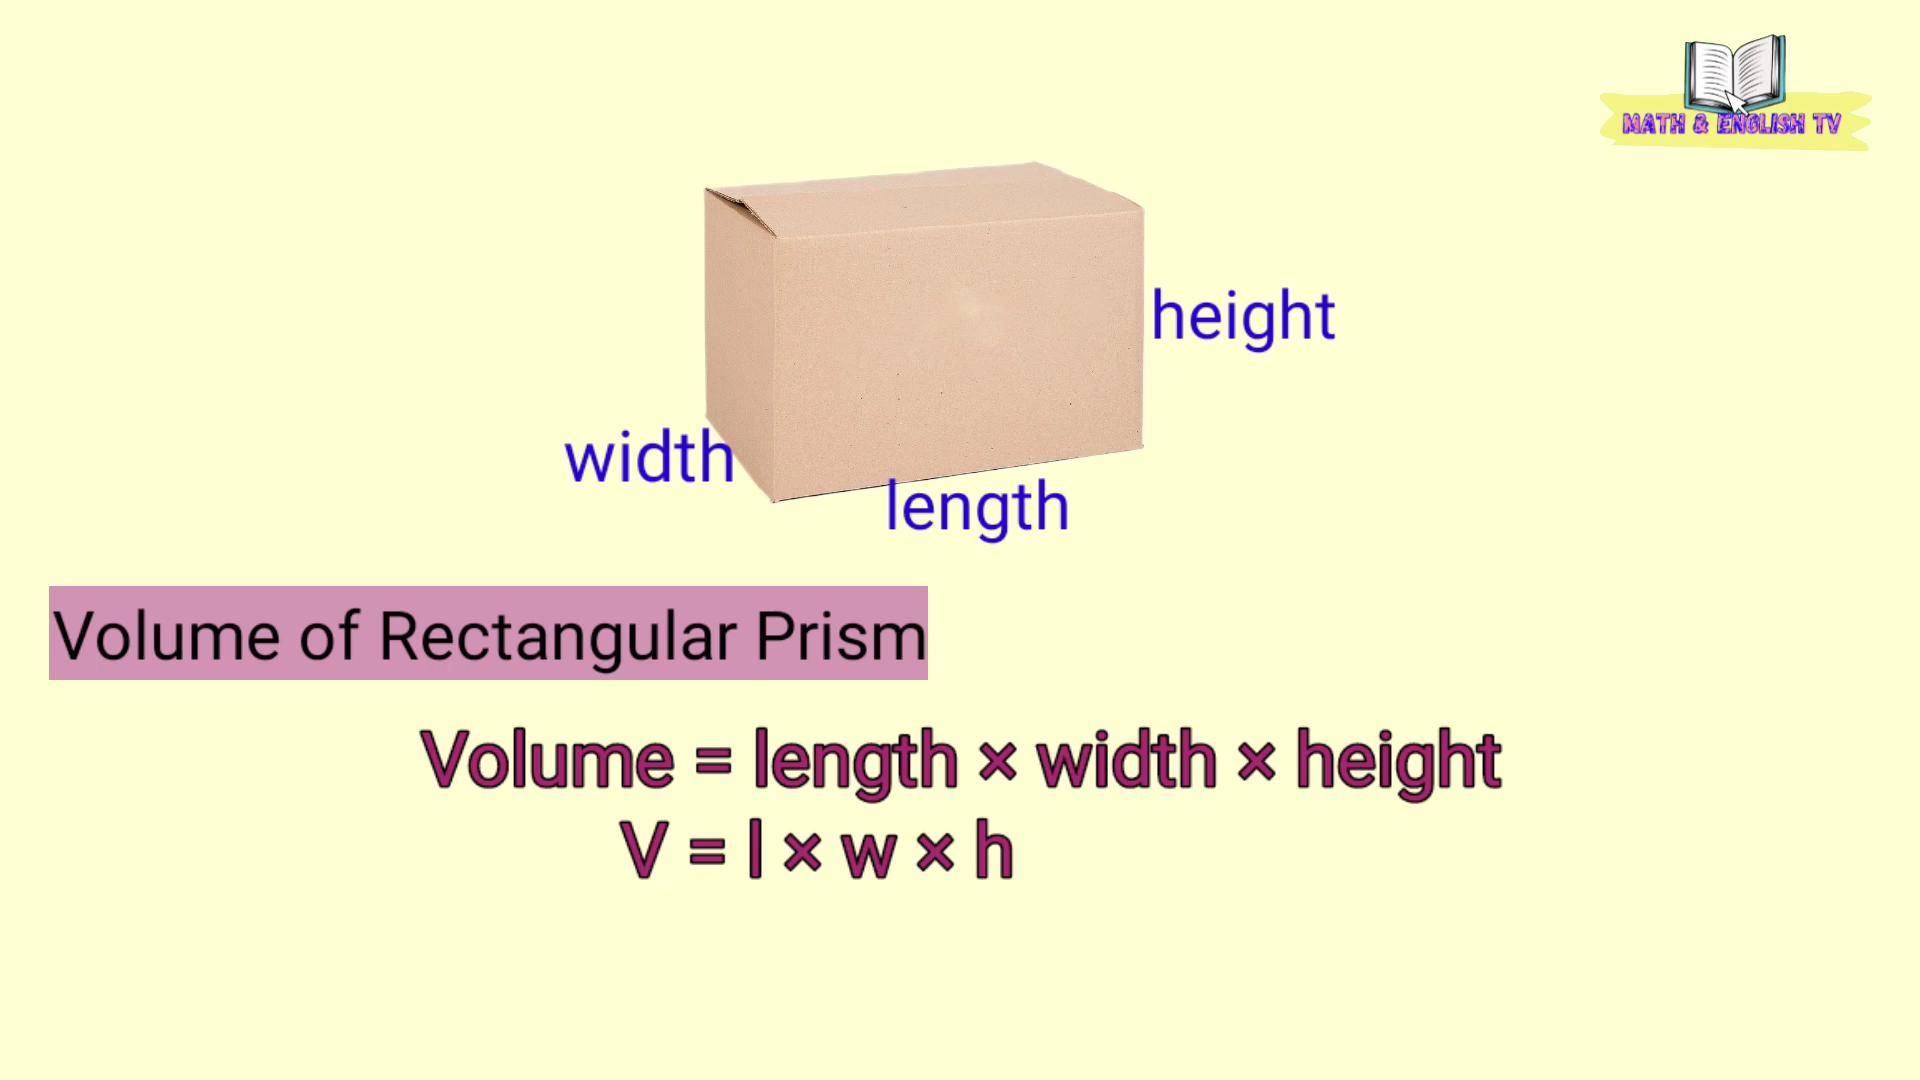 MATH & ENGLISH TV
height
width
length
Volume of Rectangular Prism
Volume = length × width × height
V = l × w × h